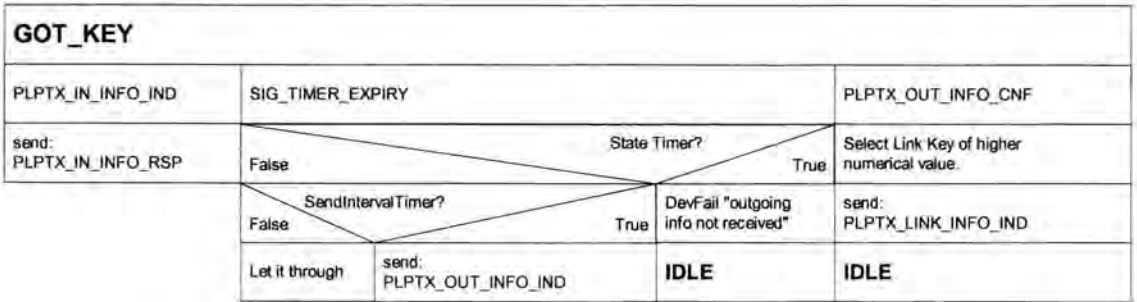 GOT_KEY
PLPTX_IN_INFO_IND
SIG_TIMER_EXPIRY
PLPTX_OUT_INFO_CNF
send:
PLPTX_IN_INFO_RSP
State Timer?
False
True
Select Link Key of higher
numerical value.
SendIntervalTimer?
False
True
DevFail "outgoing
info not received"
send:
PLPTX_LINK_INFO_IND
Let it through
send:
PLPTX_OUT_INFO_IND
IDLE
IDLE